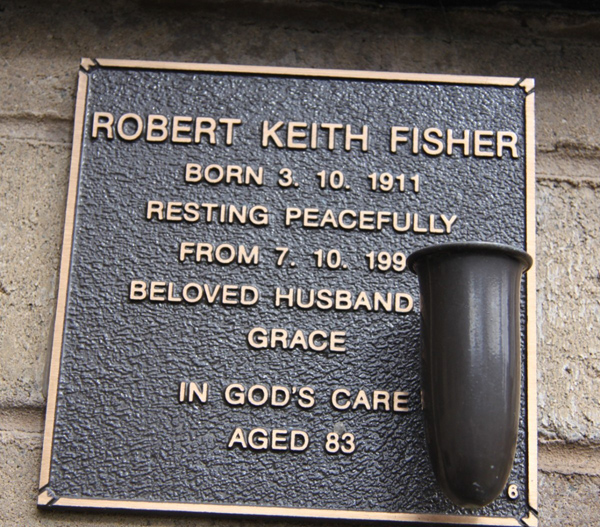 ROBERT KEITH FISHER
BORN 3. 10. 1911
RESTING PEACEFULLY
FROM 7. 10. 199
BELOVED HUSBAND
GRACE
IN GOD'S CARE
AGED 83
6